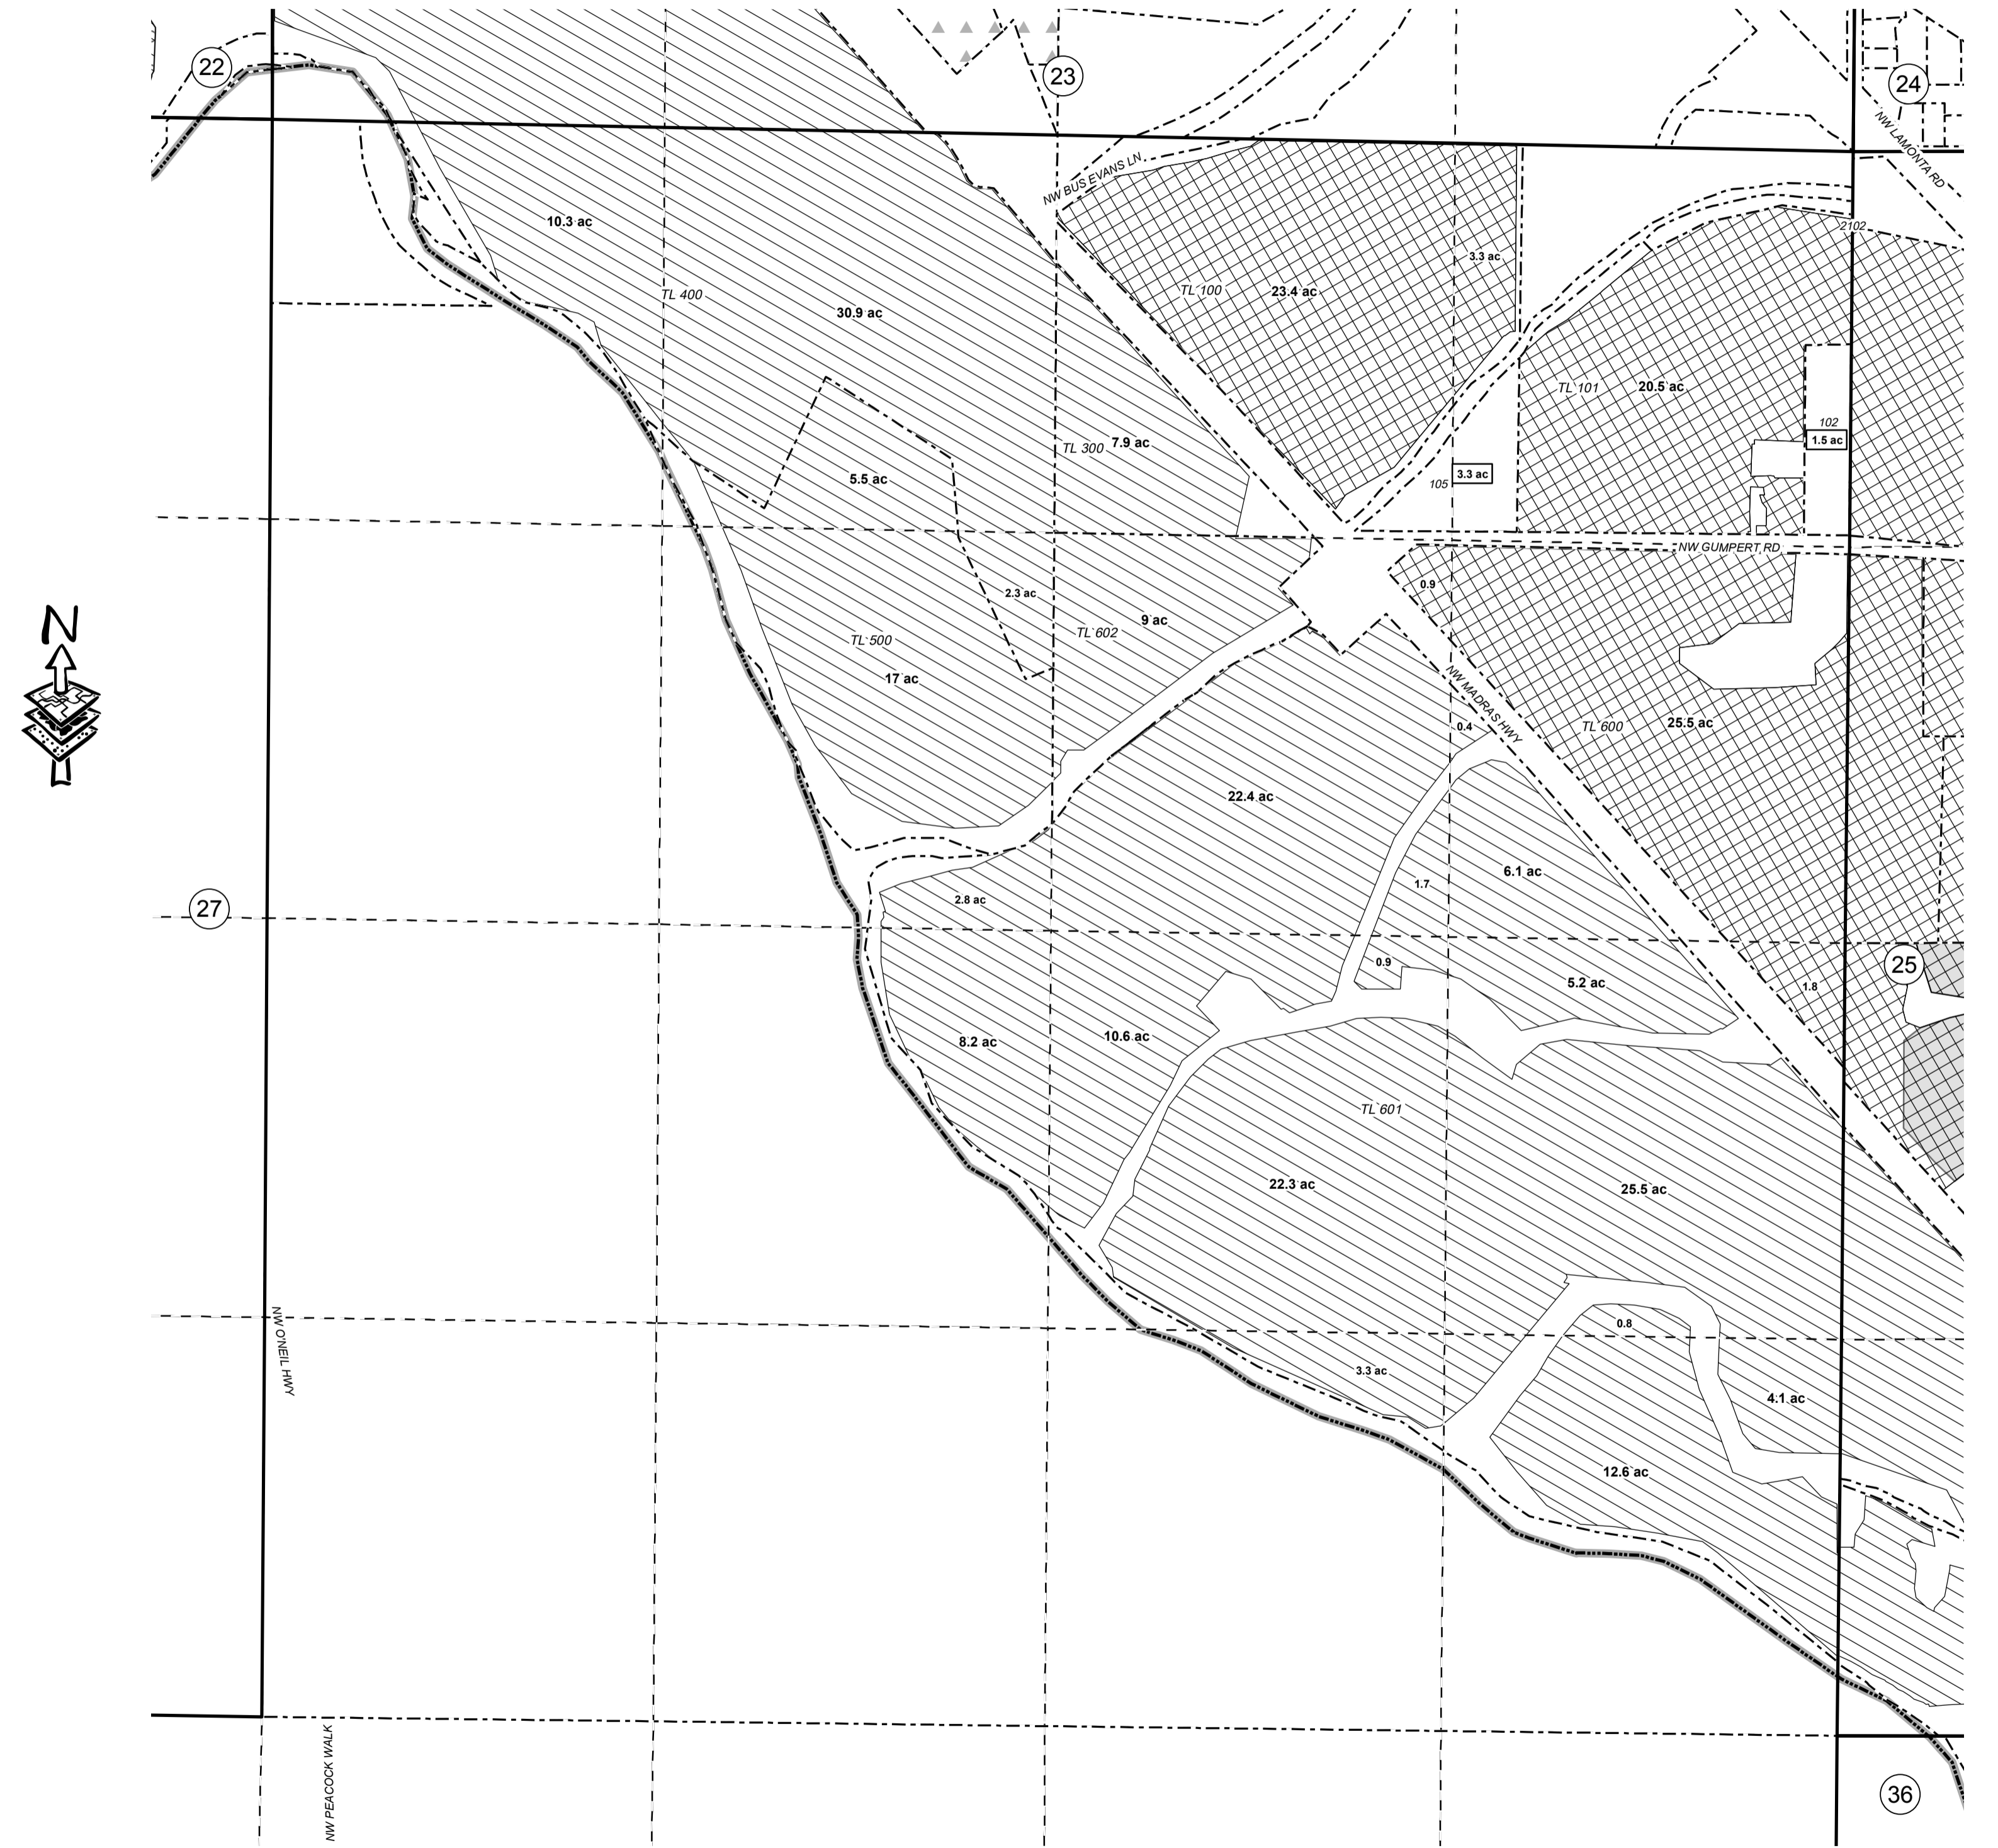 22
23
24
NW LAMONTA RD
NW BUS EVANS LN
10.3 ac
2102
3.3 ac
TL 400
TL 100
23.4 ac
30.9 ac
TL 101
20.5 ac
102
1.5 ac
TL 300
7.9 ac
5.5 ac
105
3.3 ac
NW GUMPERT RD
0.9
2.3 ac
9 ac
N
TL 500
TL 602
17 ac
NW MADRAS HWY
0.4
TL 600
25.5 ac
22.4 ac
6.1 ac
1.7
2.8 ac
27
0.9
25
5.2 ac
1.8
8.2 ac
10.6 ac
TL 601
22.3 ac
25.5 ac
NW O'NEIL HWY
0.8
3.3 ac
4.1 ac
12.6 ac
NW PEACOCK WALK
36